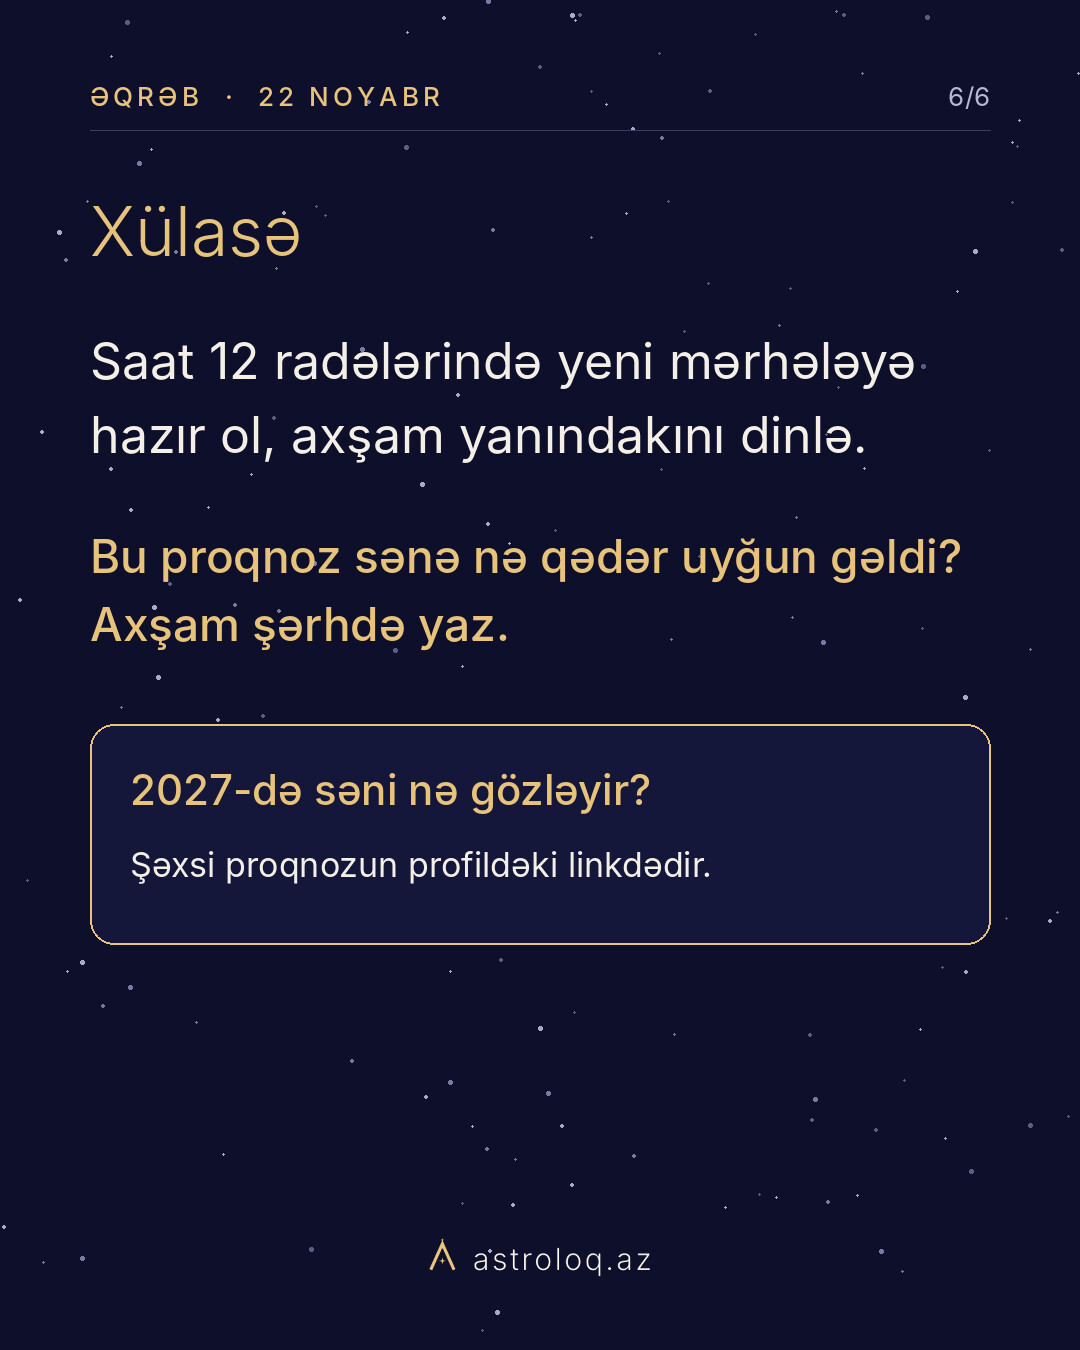 ƏQRƏB · 22 NOYABR
6/6
Xülasə
Saat 12 radələrində yeni mərhələyə
hazır ol, axşam yanındakını dinlə.
Bu proqnoz sənə nə qədər uyğun gəldi?
Axşam şərhdə yaz.
2027-də səni nə gözləyir?
Şəxsi proqnozun profildəki linkdədir.
astroloq.az